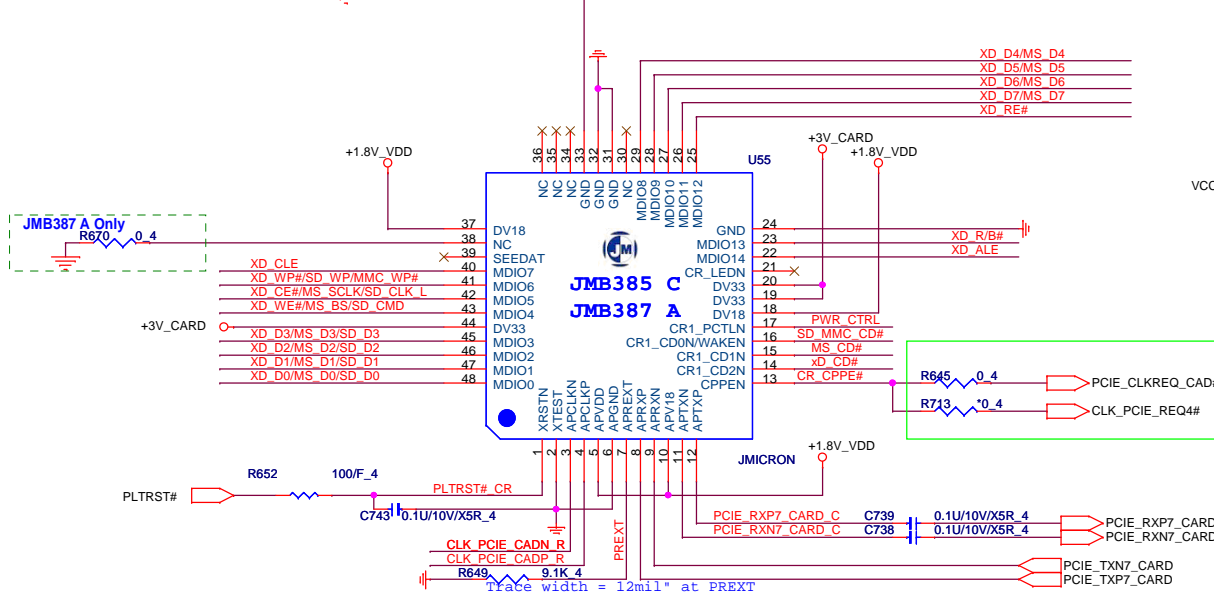 XD_D4/MS_D4
XD_D5/MS_D5
XD_D6/MS_D6
XD_D7/MS_D7
XD_RE#
+3V_CARD
+1.8V_VDD
+1.8V_VDD
U55
36 35 34 33 32 31 30 29 28 27 26 25
NC NC NC GND GND GND NC MDIO8 MDIO9 MDIO10 MDIO11 MDIO12
JMB387 A Only
R670 0_4
37 DV18
38 NC
39 SEEDAT
XD_CLE 40 MDIO7
XD_WP#/SD_WP/MMC_WP# 41 MDIO6
XD_CE#/MS_SCLK/SD_CLK_L 42 MDIO5
XD_WE#/MS_BS/SD_CMD 43 MDIO4
+3V_CARD 44 DV33
XD_D3/MS_D3/SD_D3 45 MDIO3
XD_D2/MS_D2/SD_D2 46 MDIO2
XD_D1/MS_D1/SD_D1 47 MDIO1
XD_D0/MS_D0/SD_D0 48 MDIO0
JM
JMB385 C
JMB387 A
GND 24
MDIO13 23 XD_R/B#
MDIO14 22 XD_ALE
CR_LEDN 21
DV33 20
DV33 19
DV18 18
CR1_PCTLN 17 PWR_CTRL
CR1_CD0N/WAKEN 16 SD_MMC_CD#
CR1_CD1N 15 MS_CD#
CR1_CD2N 14 xD_CD#
CPPEN 13 CR_CPPE#
R645 0_4 PCIE_CLKREQ_CAD#
R713 *0_4 CLK_PCIE_REQ4#
XRSTN XTEST APCLKN APCLKP APVDD APGND APREXT APRXP APRXN APV18 APTXN APTXP
1 2 3 4 5 6 7 8 9 10 11 12
JMICRON
+1.8V_VDD
PLTRST# R652 100/F_4 PLTRST#_CR
C743 0.1U/10V/X5R_4
CLK_PCIE_CADN_R
CLK_PCIE_CADP_R
R649 9.1K_4
PREXT
Trace width = 12mil" at PREXT
PCIE_RXP7_CARD_C C739 0.1U/10V/X5R_4 PCIE_RXP7_CARD
PCIE_RXN7_CARD_C C738 0.1U/10V/X5R_4 PCIE_RXN7_CARD
PCIE_TXN7_CARD
PCIE_TXP7_CARD